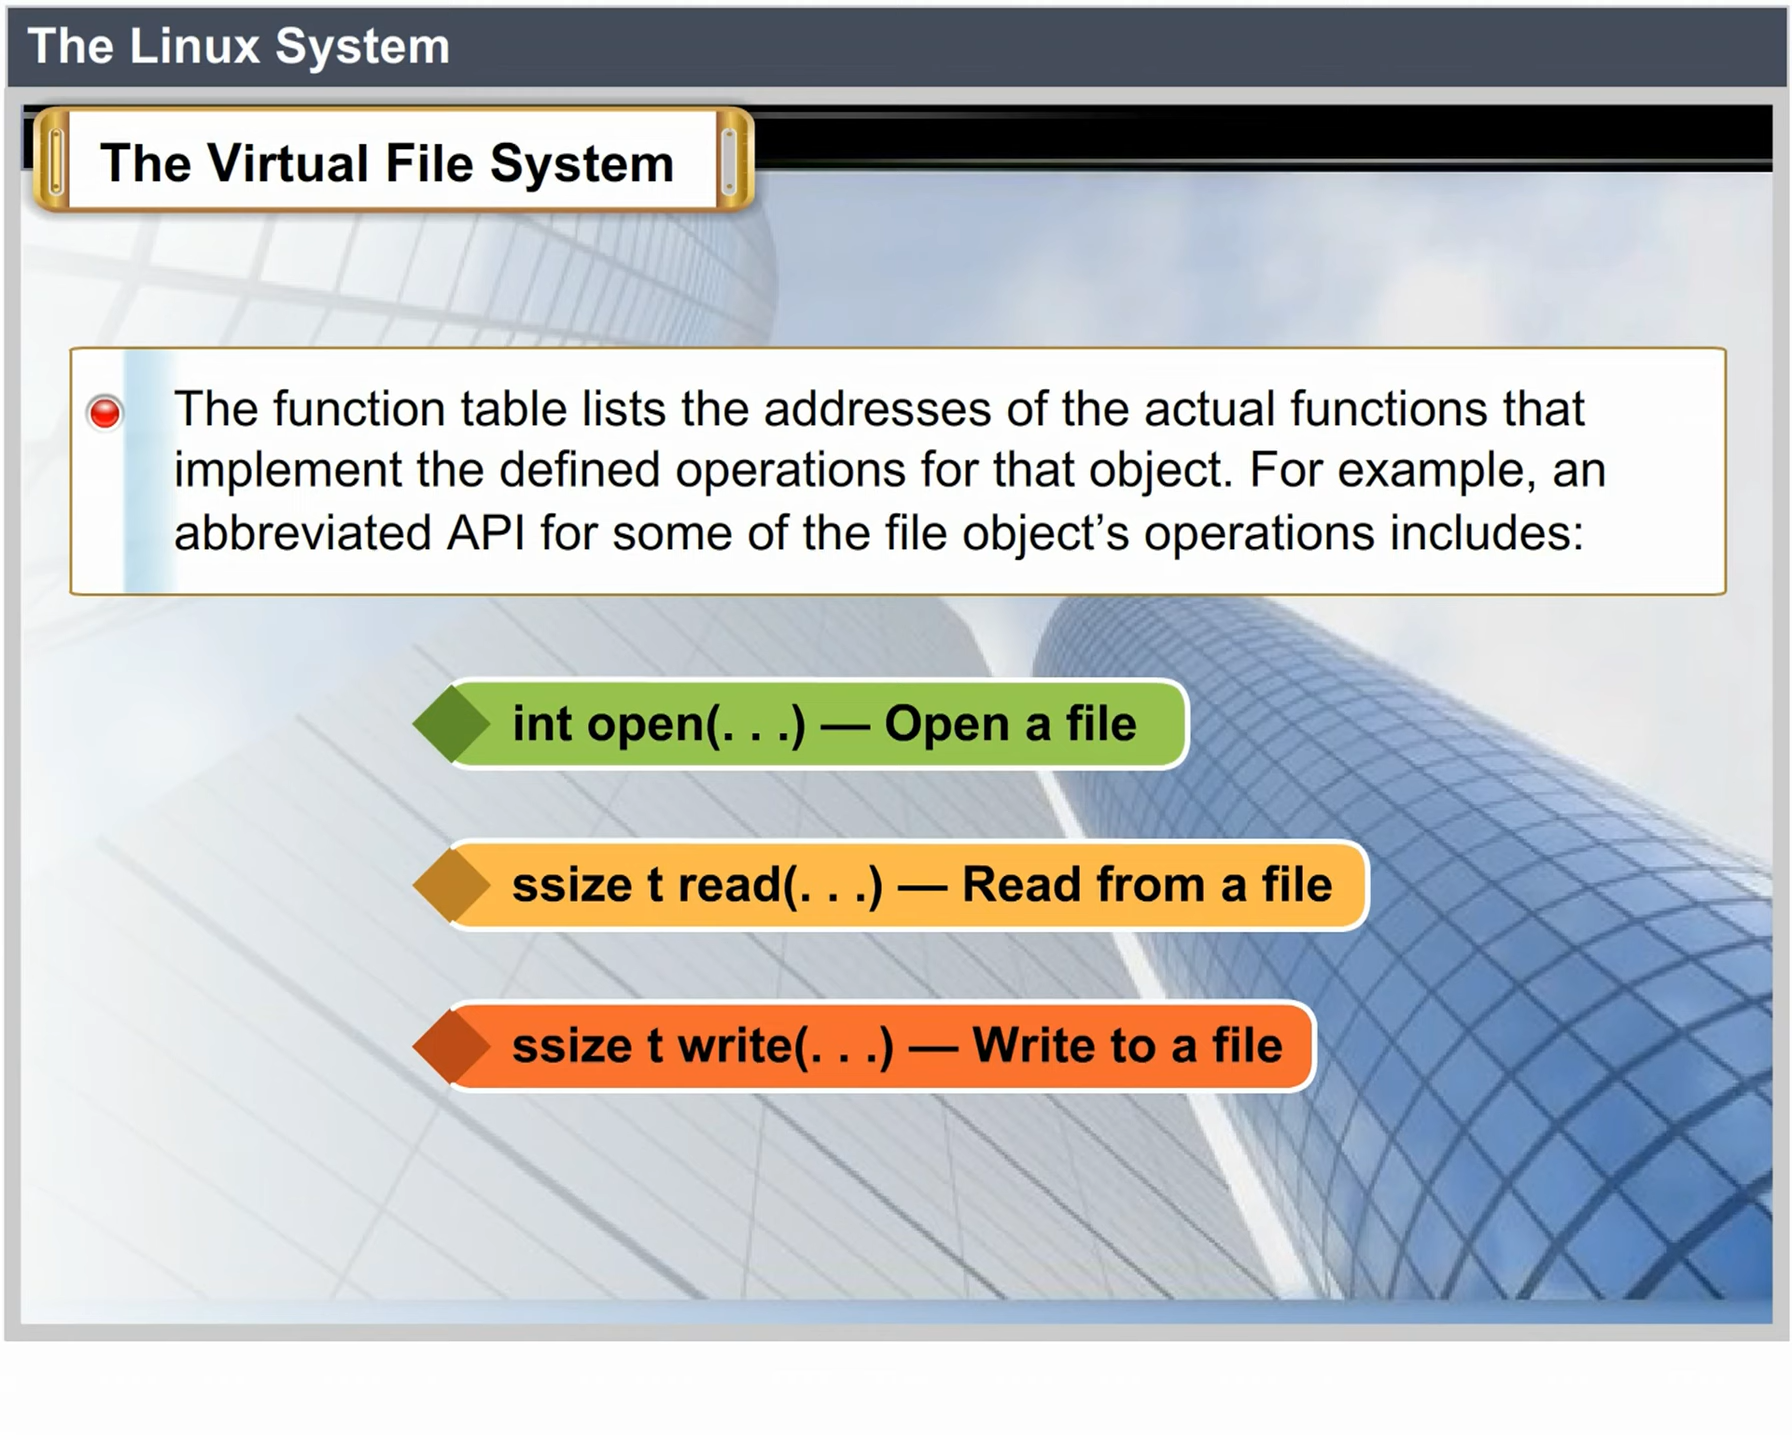 The Linux System
The Virtual File System
The function table lists the addresses of the actual functions that
implement the defined operations for that object. For example, an
abbreviated API for some of the file object’s operations includes:
int open(. . .) — Open a file
ssize t read(. . .) — Read from a file
ssize t write(. . .) — Write to a file